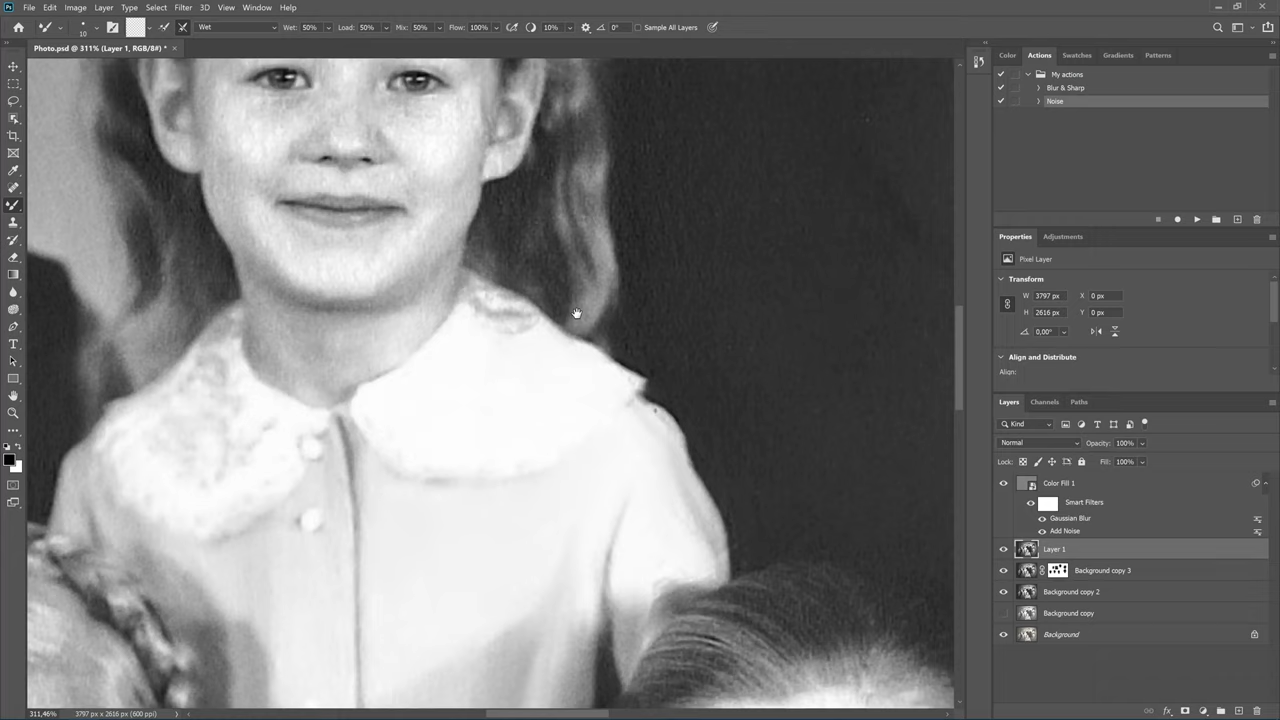 Ps File Edit Image Layer Type Select Filter 3D View Window Help
10 Wet Wet: 50% Load: 50% Mix: 50% Flow: 100% 10% 0° Sample All Layers
Photo.psd @ 311% (Layer 1, RGB/8#) * ×
Color Actions Swatches Gradients Patterns
My actions
Blur & Sharp
Noise
Properties Adjustments
Pixel Layer
Transform
W 3797 px X 0 px
H 2616 px Y 0 px
0,00°
Align and Distribute
Align:
Layers Channels Paths
Kind
Normal Opacity: 100%
Lock: Fill: 100%
Color Fill 1
Smart Filters
Gaussian Blur
Add Noise
Layer 1
Background copy 3
Background copy 2
Background copy
Background
fx
311,46% 3797 px x 2616 px (600 ppi)